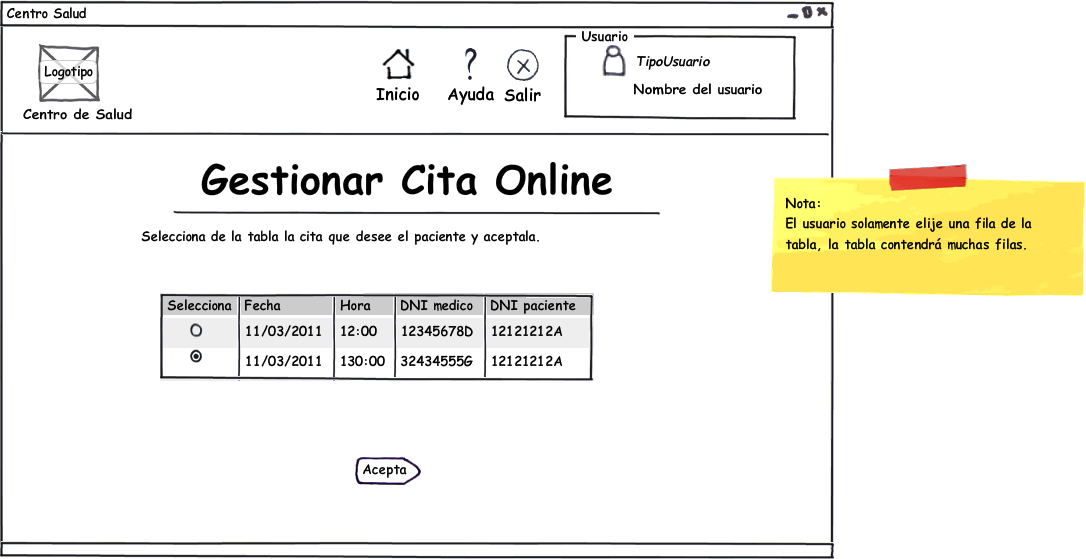 Centro Salud
Logotipo
Centro de Salud
Inicio
Ayuda
Salir
Usuario
TipoUsuario
Nombre del usuario
Gestionar Cita Online
Selecciona de la tabla la cita que desee el paciente y aceptala.
Selecciona Fecha Hora DNI medico DNI paciente
11/03/2011 12:00 12345678D 12121212A
11/03/2011 130:00 32434555G 12121212A
Acepta
Nota:
El usuario solamente elije una fila de la
tabla, la tabla contendrá muchas filas.